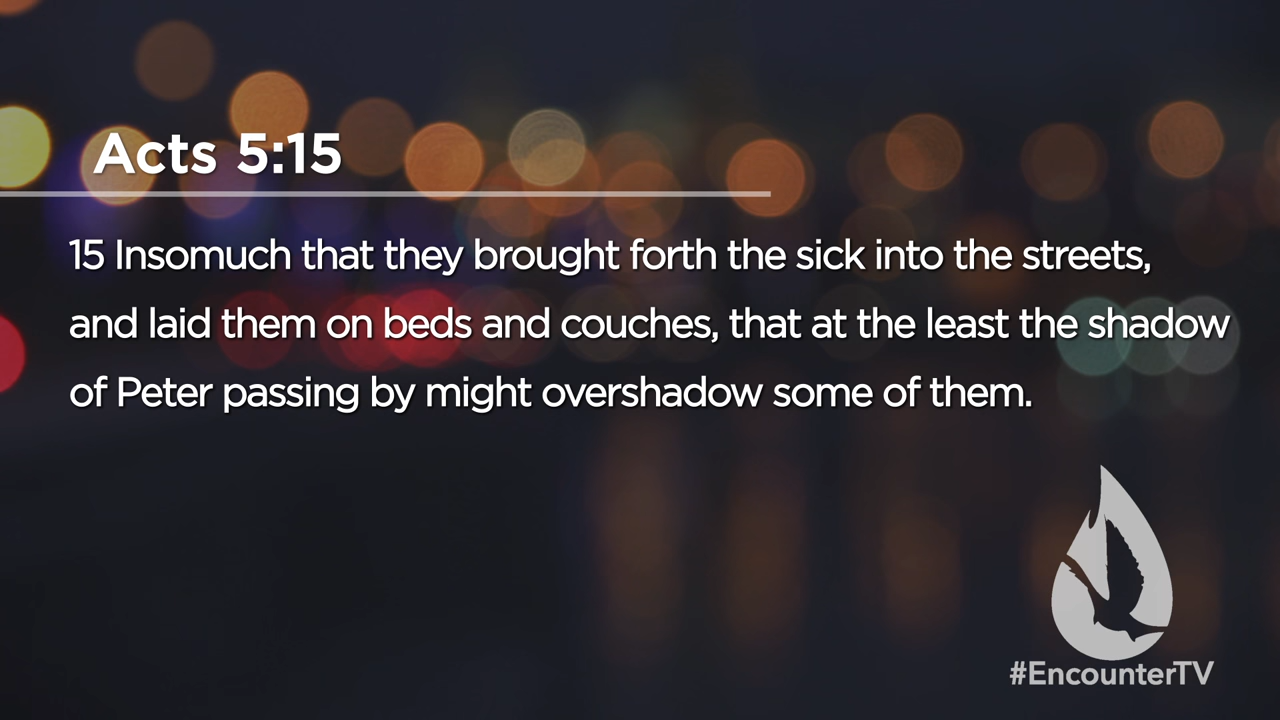 Acts 5:15
15 Insomuch that they brought forth the sick into the streets,
and laid them on beds and couches, that at the least the shadow
of Peter passing by might overshadow some of them.
#EncounterTV